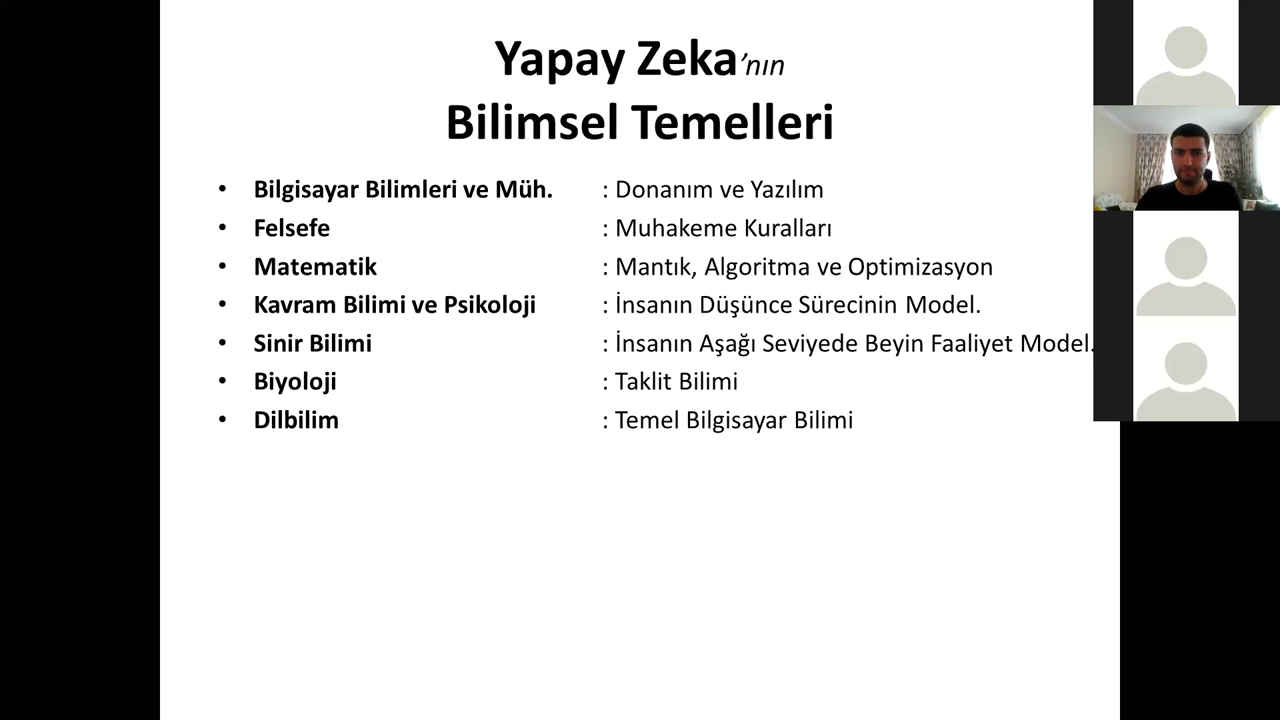 Yapay Zeka’nın
Bilimsel Temelleri
• Bilgisayar Bilimleri ve Müh. : Donanım ve Yazılım
• Felsefe : Muhakeme Kuralları
• Matematik : Mantık, Algoritma ve Optimizasyon
• Kavram Bilimi ve Psikoloji : İnsanın Düşünce Sürecinin Model.
• Sinir Bilimi : İnsanın Aşağı Seviyede Beyin Faaliyet Model.
• Biyoloji : Taklit Bilimi
• Dilbilim : Temel Bilgisayar Bilimi